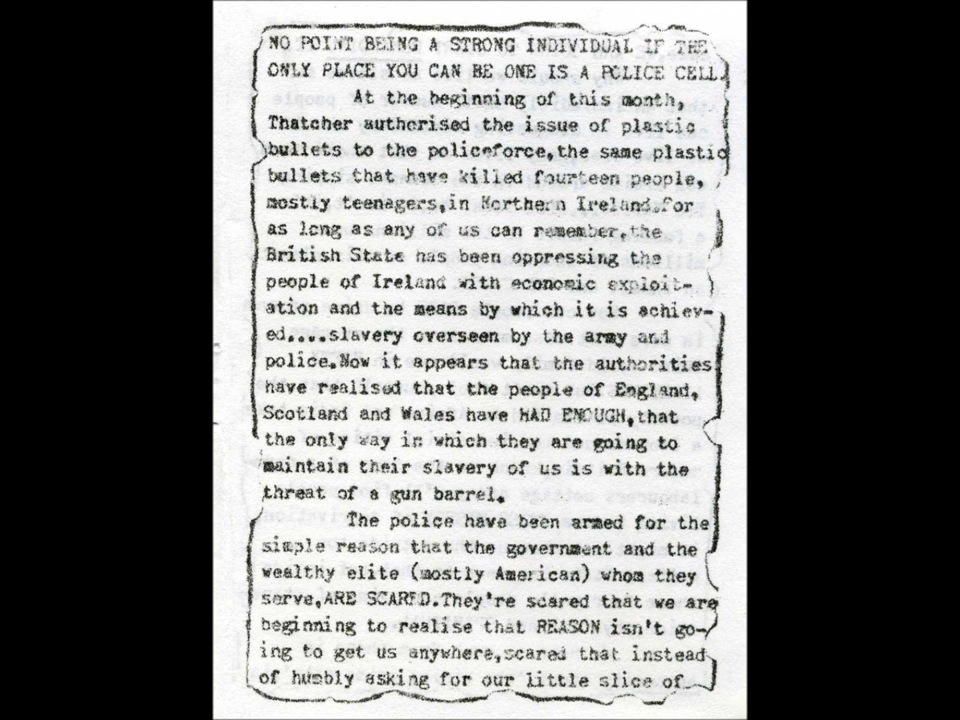 NO POINT BEING A STRONG INDIVIDUAL IF THE
ONLY PLACE YOU CAN BE ONE IS A POLICE CELL.
At the beginning of this month,
Thatcher authorised the issue of plastic
bullets to the policeforce,the same plastic
bullets that have killed fourteen people,
mostly teenagers,in Northern Ireland.For
as long as any of us can remember,the
British State has been oppressing the
people of Ireland with economic exploit-
ation and the means by which it is achiev-
ed....slavery overseen by the army and
police.Now it appears that the authorities
have realised that the people of England,
Scotland and Wales have HAD ENOUGH,that
the only way in which they are going to
maintain their slavery of us is with the
threat of a gun barrel.
The police have been armed for the
simple reason that the government and the
wealthy elite (mostly American) whom they
serve,ARE SCARED.They're scared that we are
beginning to realise that REASON isn't go-
ing to get us anywhere,scared that instead
of humbly asking for our little slice of